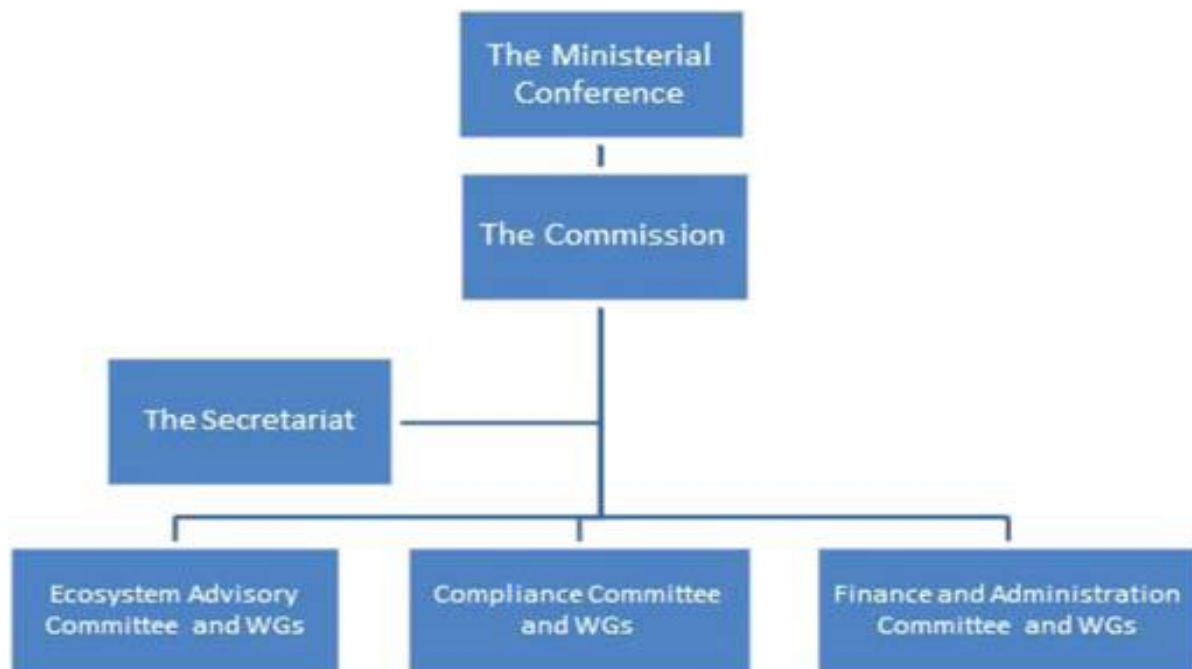 The Ministerial
Conference
The Commission
The Secretariat
Ecosystem Advisory
Committee and WGs
Compliance Committee
and WGs
Finance and Administration
Committee and WGs